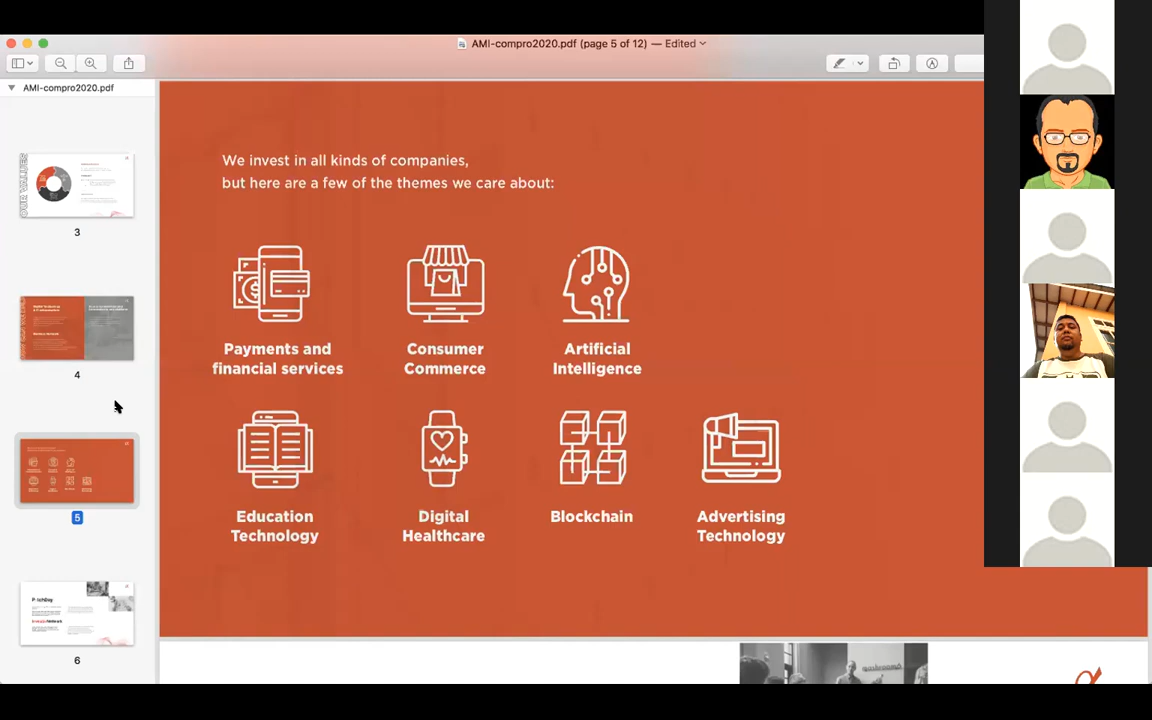 AMI-compro2020.pdf (page 5 of 12) — Edited
AMI-compro2020.pdf
3
4
5
6
We invest in all kinds of companies,
but here are a few of the themes we care about:
Payments and
financial services
Consumer
Commerce
Artificial
Intelligence
Education
Technology
Digital
Healthcare
Blockchain
Advertising
Technology